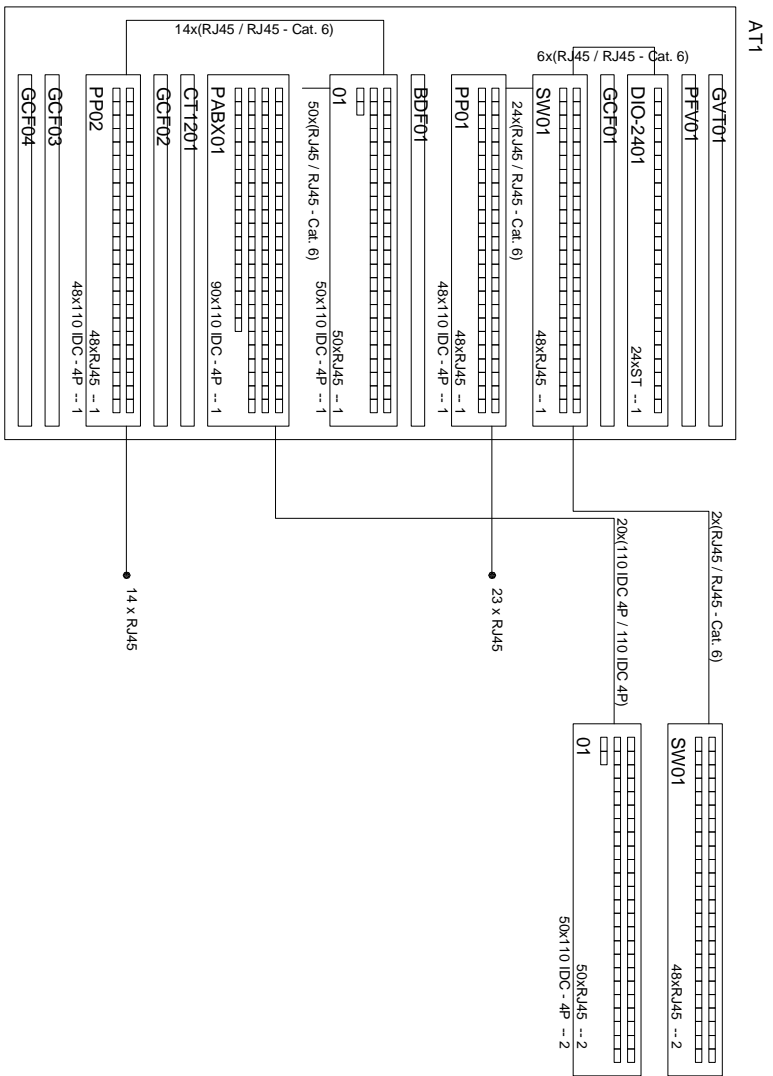 AT1
GVT01
PFV01
DIO-2401
24xST -- 1
GCF01
6x(RJ45 / RJ45 - Cat. 6)
SW01
48xRJ45 -- 1
24x(RJ45 / RJ45 - Cat. 6)
PP01
48xRJ45 -- 1
48x110 IDC - 4P -- 1
BDF01
14x(RJ45 / RJ45 - Cat. 6)
01
50xRJ45 -- 1
50x110 IDC - 4P -- 1
50x(RJ45 / RJ45 - Cat. 6)
PABX01
90x110 IDC - 4P -- 1
CT1201
GCF02
PP02
48xRJ45 -- 1
48x110 IDC - 4P -- 1
GCF03
GCF04
2x(RJ45 / RJ45 - Cat. 6)
20x(110 IDC 4P / 110 IDC 4P)
23 x RJ45
14 x RJ45
SW01
48xRJ45 -- 2
01
50xRJ45 -- 2
50x110 IDC - 4P -- 2